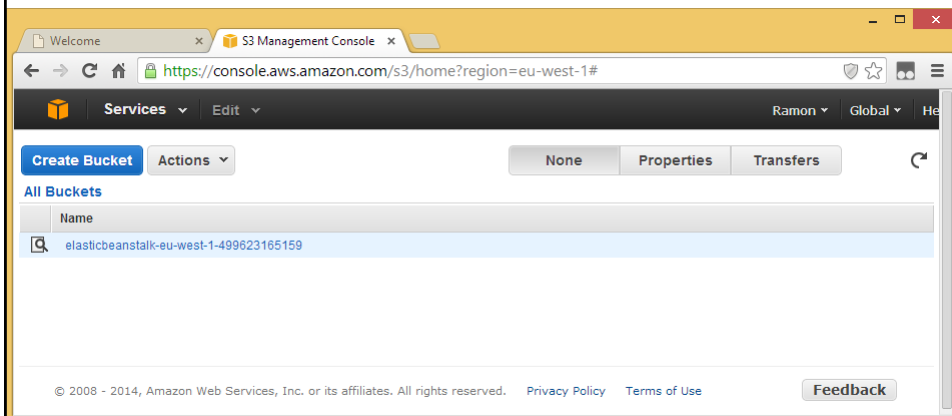 Welcome
S3 Management Console
https://console.aws.amazon.com/s3/home?region=eu-west-1#
Services Edit Ramon Global He
Create Bucket Actions None Properties Transfers
All Buckets
Name
elasticbeanstalk-eu-west-1-499623165159
© 2008 - 2014, Amazon Web Services, Inc. or its affiliates. All rights reserved. Privacy Policy Terms of Use Feedback